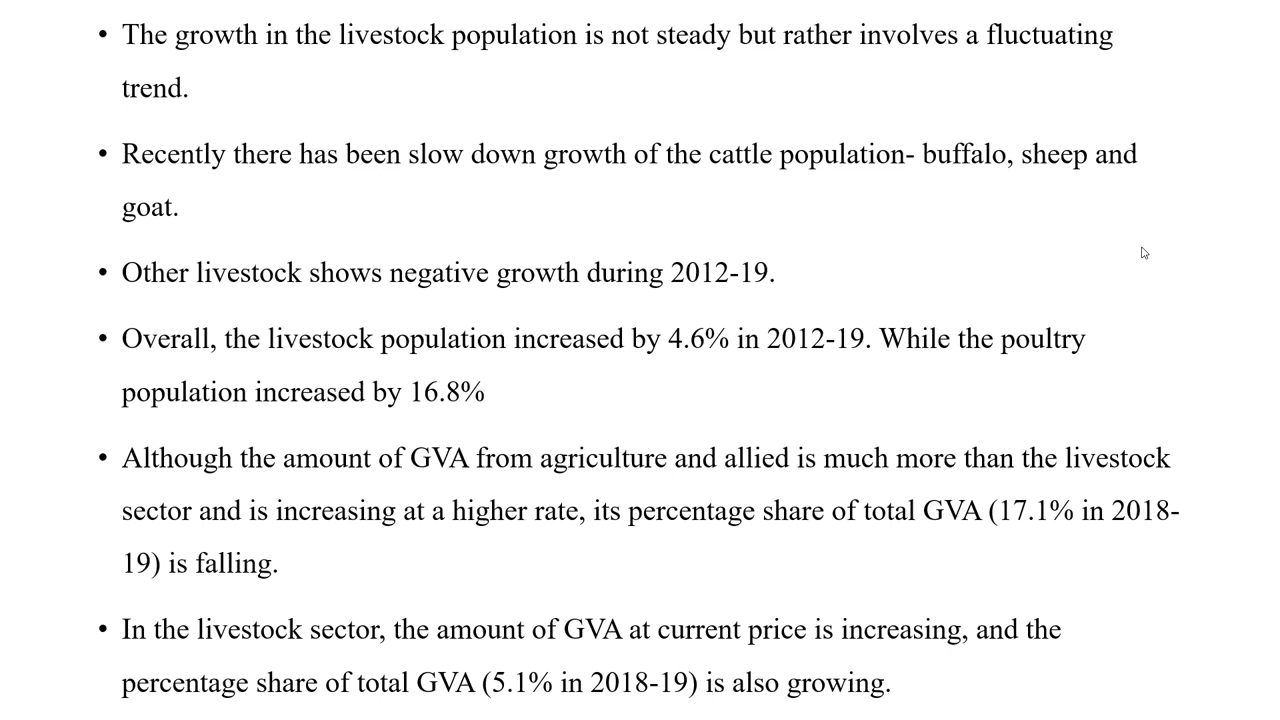 • The growth in the livestock population is not steady but rather involves a fluctuating
trend.
• Recently there has been slow down growth of the cattle population- buffalo, sheep and
goat.
• Other livestock shows negative growth during 2012-19.
• Overall, the livestock population increased by 4.6% in 2012-19. While the poultry
population increased by 16.8%
• Although the amount of GVA from agriculture and allied is much more than the livestock
sector and is increasing at a higher rate, its percentage share of total GVA (17.1% in 2018-
19) is falling.
• In the livestock sector, the amount of GVA at current price is increasing, and the
percentage share of total GVA (5.1% in 2018-19) is also growing.